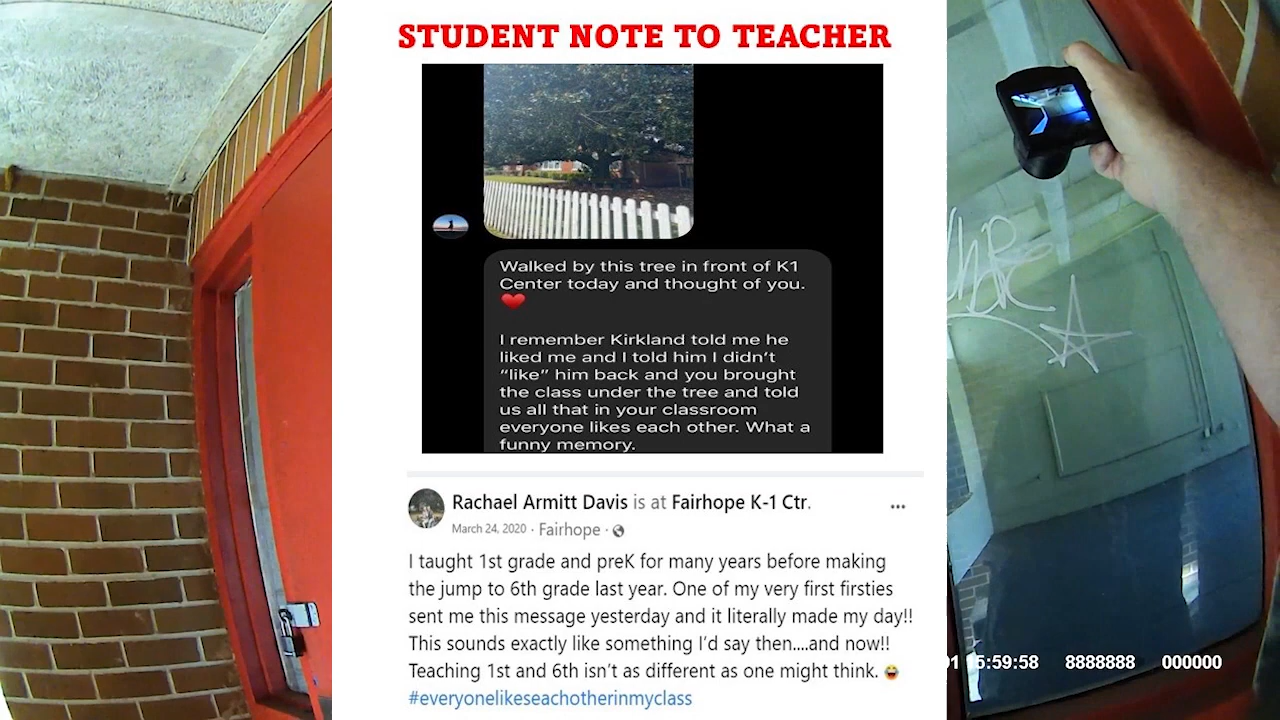 STUDENT NOTE TO TEACHER
Walked by this tree in front of K1
Center today and thought of you.
❤️
I remember Kirkland told me he
liked me and I told him I didn't
“like” him back and you brought
the class under the tree and told
us all that in your classroom
everyone likes each other. What a
funny memory.
Rachael Armitt Davis is at Fairhope K-1 Ctr.
March 24, 2020 · Fairhope ·
I taught 1st grade and preK for many years before making
the jump to 6th grade last year. One of my very first firsties
sent me this message yesterday and it literally made my day!!
This sounds exactly like something I'd say then....and now!!
Teaching 1st and 6th isn't as different as one might think. 😂
#everyonelikeseachotherinmyclass
15:59:58 8888888 000000